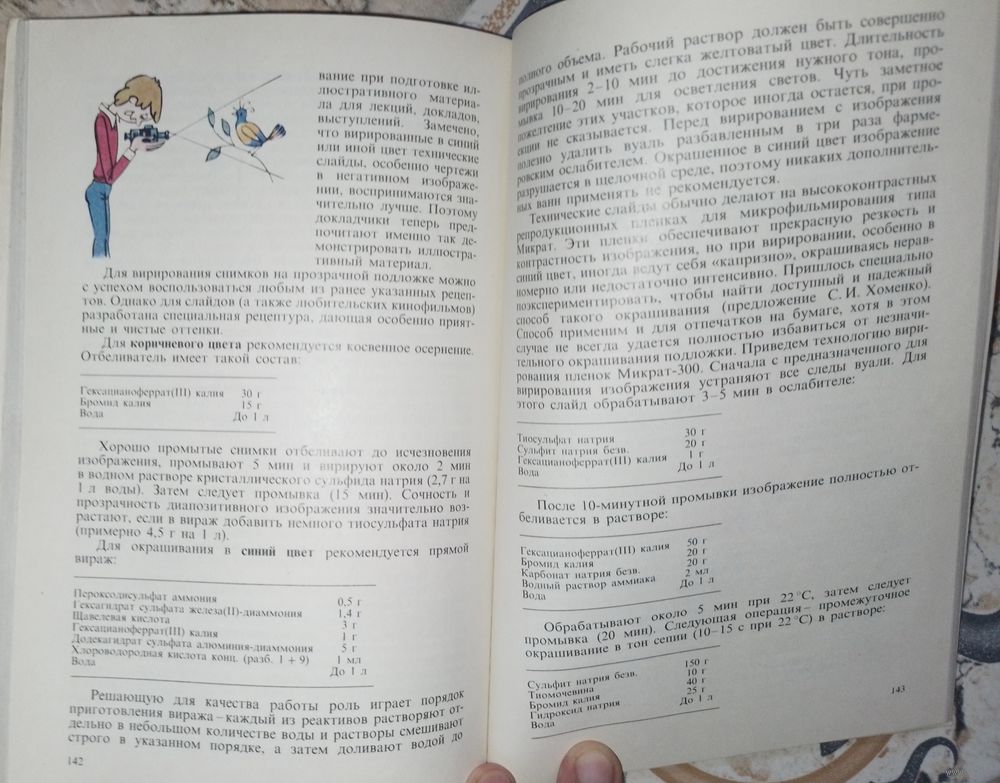 вание при подготовке ил-
люстративного материа-
ла для лекций, докладов,
выступлений. Замечено,
что вирированные в синий
или иной цвет технические
слайды, особенно чертежи
в негативном изображе-
нии, воспринимаются зна-
чительно лучше. Поэтому
докладчики теперь пред-
почитают именно так де-
монстрировать иллюстра-
тивный материал.
Для вирирования снимков на прозрачной подложке можно
с успехом воспользоваться любым из ранее указанных рецеп-
тов. Однако для слайдов (а также любительских кинофильмов)
разработана специальная рецептура, дающая особенно прият-
ные и чистые оттенки.
Для коричневого цвета рекомендуется косвенное осернение.
Отбеливатель имеет такой состав:
Гексацианоферрат(III) калия 30 г
Бромид калия 15 г
Вода До 1 л
Хорошо промытые снимки отбеливают до исчезновения
изображения, промывают 5 мин и вирируют около 2 мин
в водном растворе кристаллического сульфида натрия (2,7 г на
1 л воды). Затем следует промывка (15 мин). Сочность и
прозрачность диапозитивного изображения значительно воз-
растают, если в вираж добавить немного тиосульфата натрия
(примерно 4,5 г на 1 л).
Для окрашивания в синий цвет рекомендуется прямой
вираж:
Пероксодисульфат аммония 0,5 г
Гексагидрат сульфата железа(II)-диаммония 1,4 г
Щавелевая кислота 3 г
Гексацианоферрат(III) калия 1 г
Додекагидрат сульфата алюминия-диаммония 5 г
Хлороводородная кислота конц. (разб. 1 + 9) 1 мл
Вода До 1 л
Решающую для качества работы роль играет порядок
приготовления виража – каждый из реактивов растворяют от-
дельно в небольшом количестве воды и растворы смешивают
строго в указанном порядке, а затем доливают водой до
142
полного объема. Рабочий раствор должен быть совершенно
прозрачным и иметь слегка желтоватый цвет. Длительность
вирирования 2–10 мин до достижения нужного тона, про-
мывка 10–20 мин для осветления светов. Чуть заметное
пожелтение этих участков, которое иногда остается, при про-
екции не сказывается. Перед вирированием с изображения
полезно удалить вуаль разбавленным в три раза фарме-
ровским ослабителем. Окрашенное в синий цвет изображение
разрушается в щелочной среде, поэтому никаких дополнитель-
ных ванн применять не рекомендуется.
Технические слайды обычно делают на высококонтрастных
репродукционных пленках для микрофильмирования типа
Микрат. Эти пленки обеспечивают прекрасную резкость и
контрастность изображения, но при вирировании, особенно в
синий цвет, иногда ведут себя «капризно», окрашиваясь нерав-
номерно или недостаточно интенсивно. Пришлось специально
поэкспериментировать, чтобы найти доступный и надежный
способ такого окрашивания (предложение С. И. Хоменко).
Способ применим и для отпечатков на бумаге, хотя в этом
случае не всегда удается полностью избавиться от незначи-
тельного окрашивания подложки. Приведем технологию вири-
рования пленок Микрат-300. Сначала с предназначенного для
вирирования изображения устраняют все следы вуали. Для
этого слайд обрабатывают 3–5 мин в ослабителе:
Тиосульфат натрия 30 г
Сульфит натрия безв. 20 г
Гексацианоферрат(III) калия 1 г
Вода До 1 л
После 10-минутной промывки изображение полностью от-
беливается в растворе:
Гексацианоферрат(III) калия 50 г
Бромид калия 20 г
Карбонат натрия безв. 20 г
Водный раствор аммиака 2 мл
Вода До 1 л
Обрабатывают около 5 мин при 22 °С, затем следует
промывка (20 мин). Следующая операция – промежуточное
окрашивание в тон сепии (10–15 с при 22 °С) в растворе:
Сульфит натрия безв. 150 г
Тиомочевина 10 г
Бромид калия 40 г
Гидроксид натрия 25 г
Вода До 1 л
143